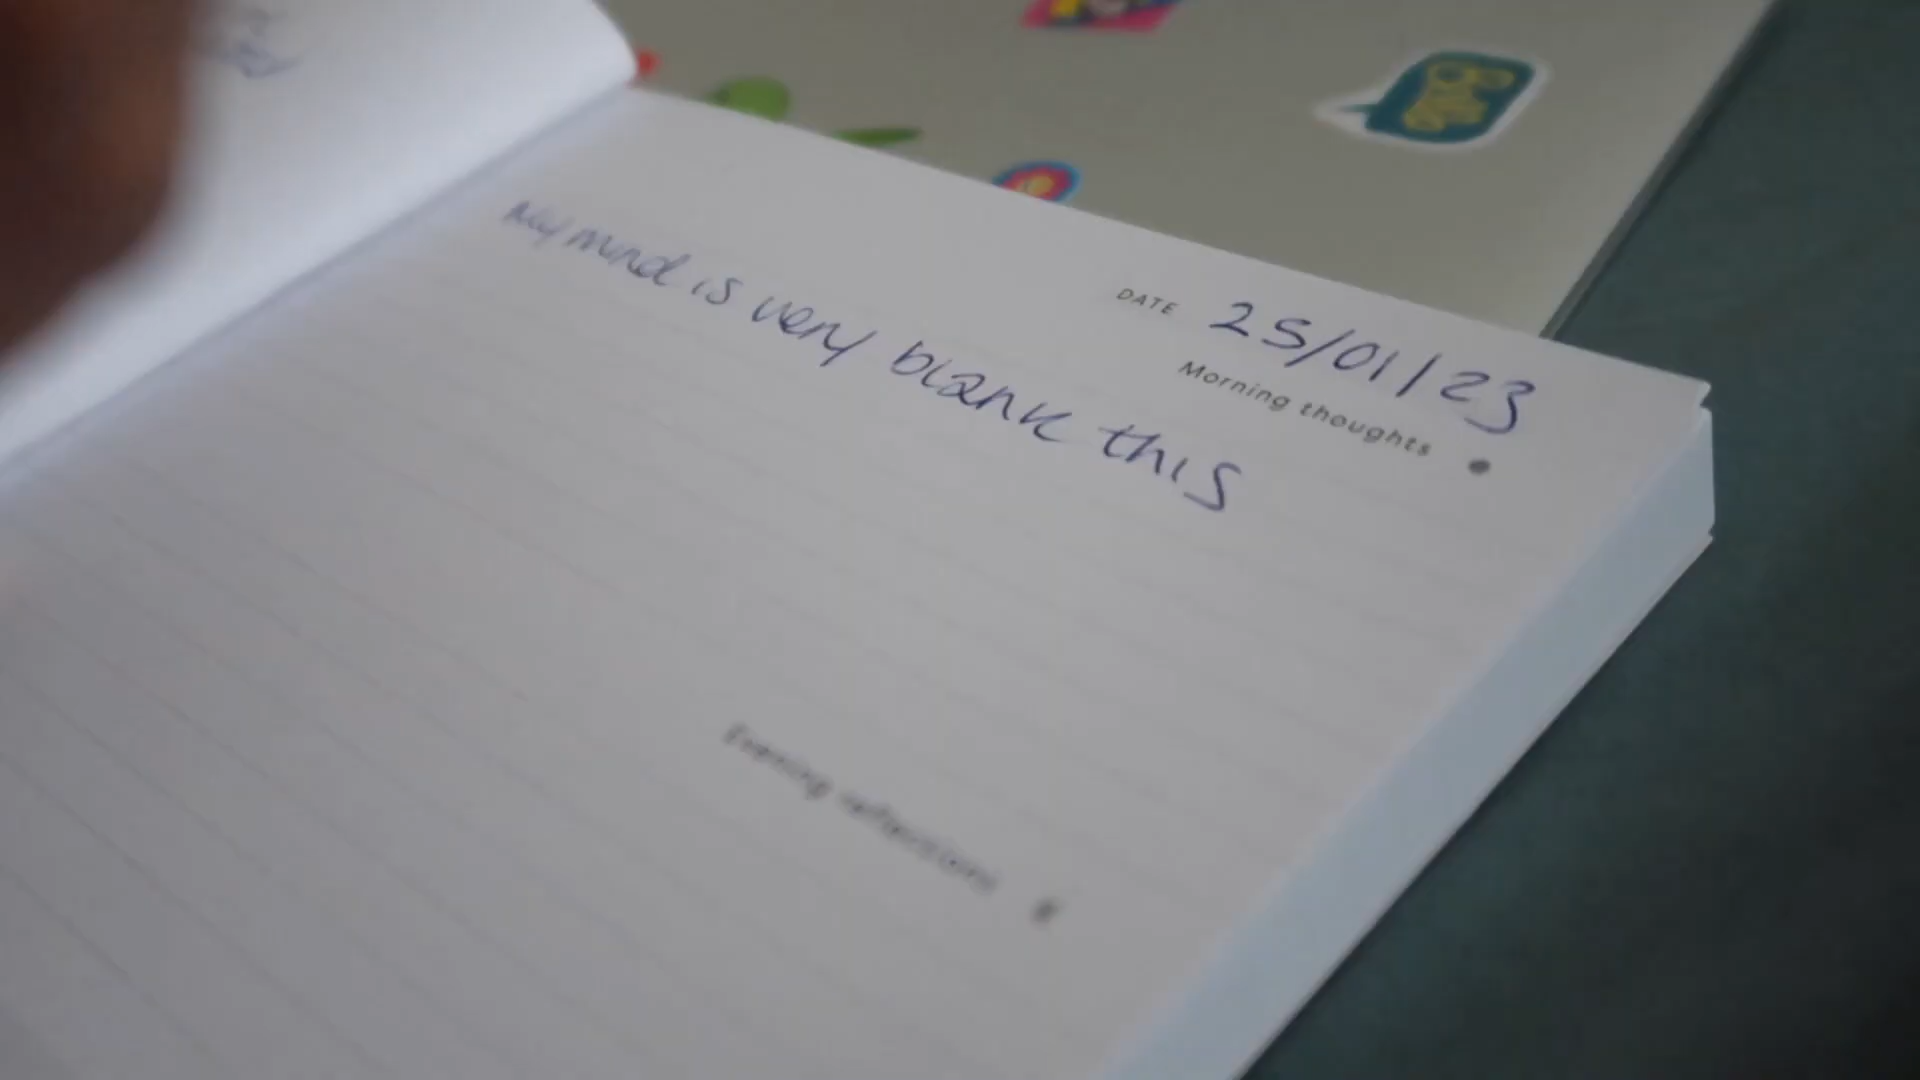 DATE 25/01/23
Morning thoughts
My mind is very blank this
Evening reflections